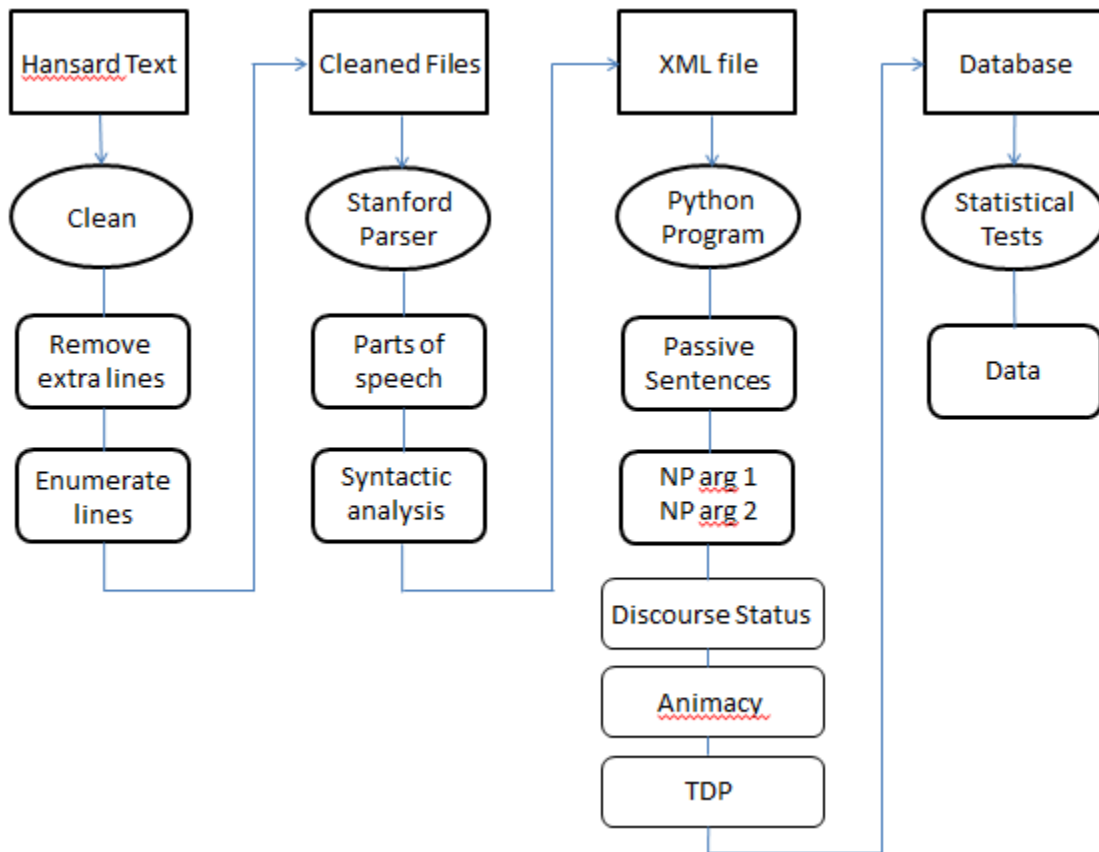 Hansard Text
Clean
Remove
extra lines
Enumerate
lines
Cleaned Files
Stanford
Parser
Parts of
speech
Syntactic
analysis
XML file
Python
Program
Passive
Sentences
NP arg 1
NP arg 2
Discourse Status
Animacy
TDP
Database
Statistical
Tests
Data